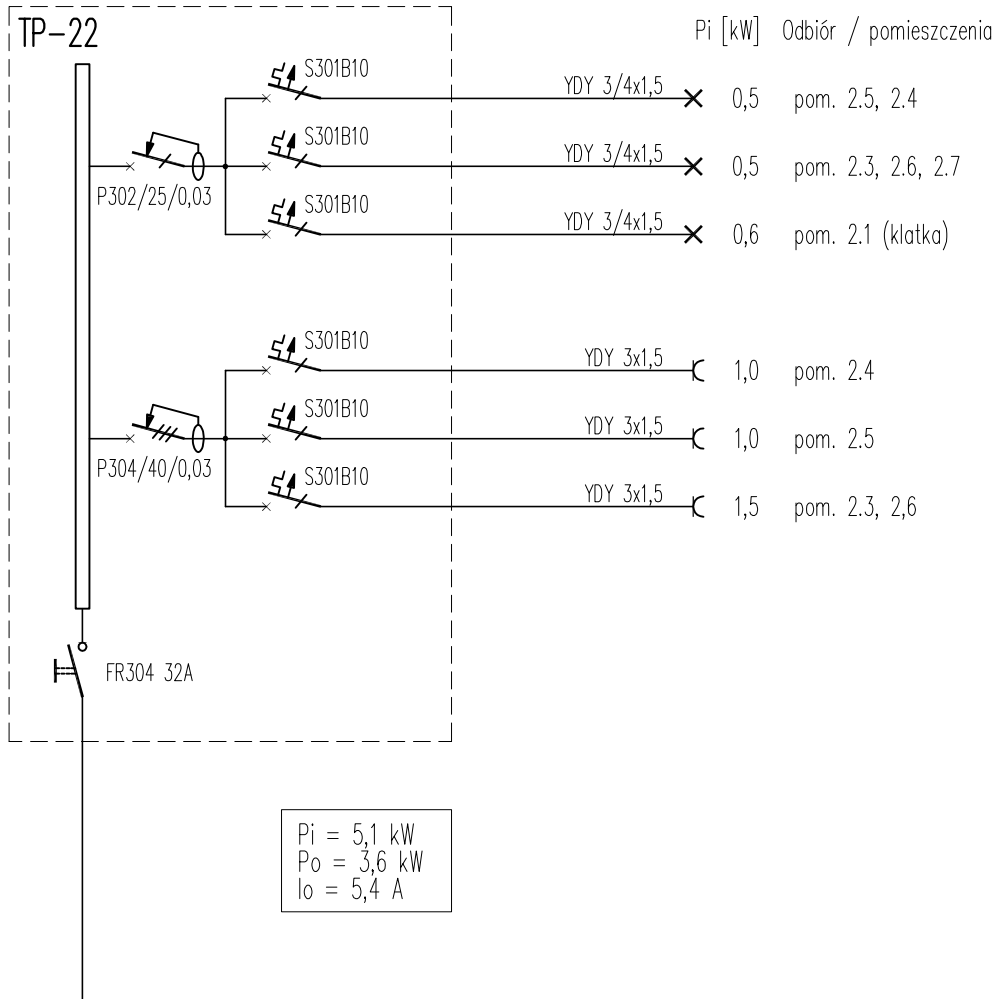 TP-22
Pi [kW] Odbiór / pomieszczenia
S301B10 YDY 3/4x1,5 0,5 pom. 2.5, 2.4
S301B10 YDY 3/4x1,5 0,5 pom. 2.3, 2.6, 2.7
P302/25/0,03
S301B10 YDY 3/4x1,5 0,6 pom. 2.1 (klatka)
S301B10 YDY 3x1,5 1,0 pom. 2.4
S301B10 YDY 3x1,5 1,0 pom. 2.5
P304/40/0,03
S301B10 YDY 3x1,5 1,5 pom. 2.3, 2,6
FR304 32A
Pi = 5,1 kW
Po = 3,6 kW
Io = 5,4 A